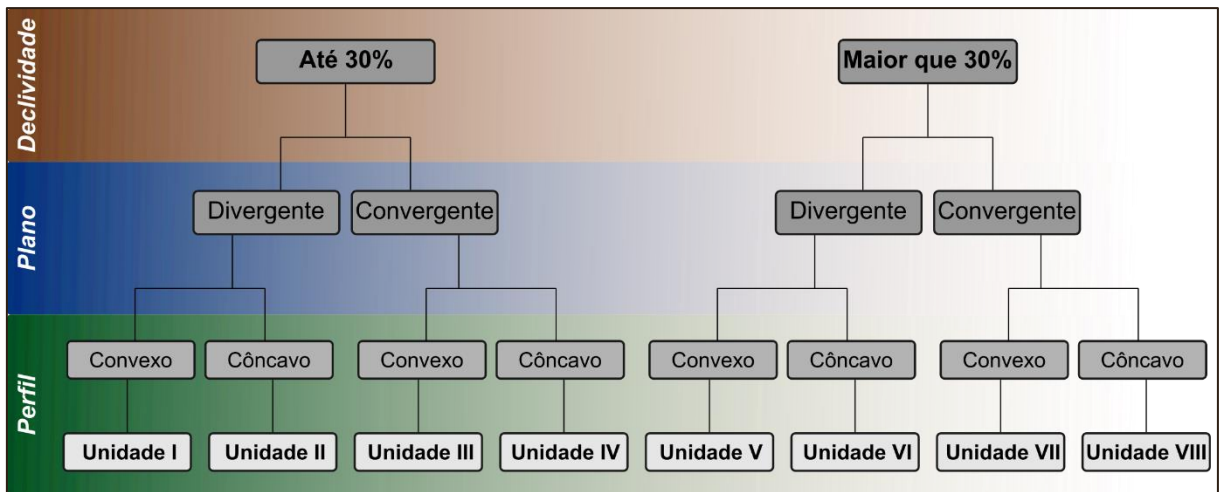 Declividade
Até 30%
Maior que 30%
Plano
Divergente
Convergente
Divergente
Convergente
Perfil
Convexo
Côncavo
Convexo
Côncavo
Convexo
Côncavo
Convexo
Côncavo
Unidade I
Unidade II
Unidade III
Unidade IV
Unidade V
Unidade VI
Unidade VII
Unidade VIII